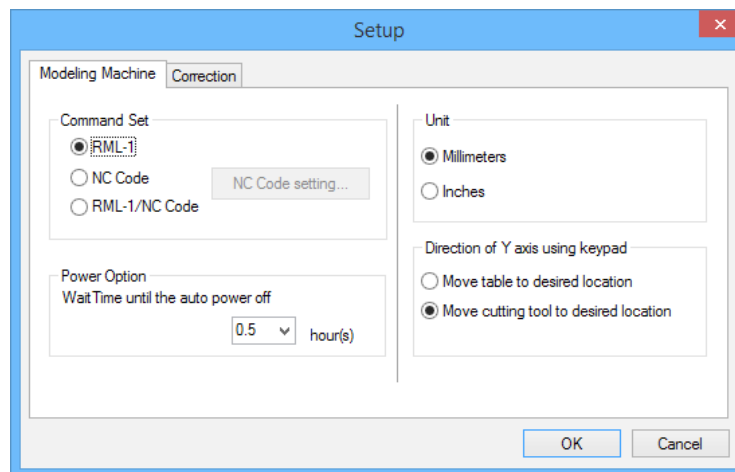 Setup
Modeling Machine
Correction
Command Set
RML-1
NC Code
NC Code setting...
RML-1/NC Code
Power Option
WaitTime until the auto power off
0.5
hour(s)
Unit
Millimeters
Inches
Direction of Y axis using keypad
Move table to desired location
Move cutting tool to desired location
OK
Cancel